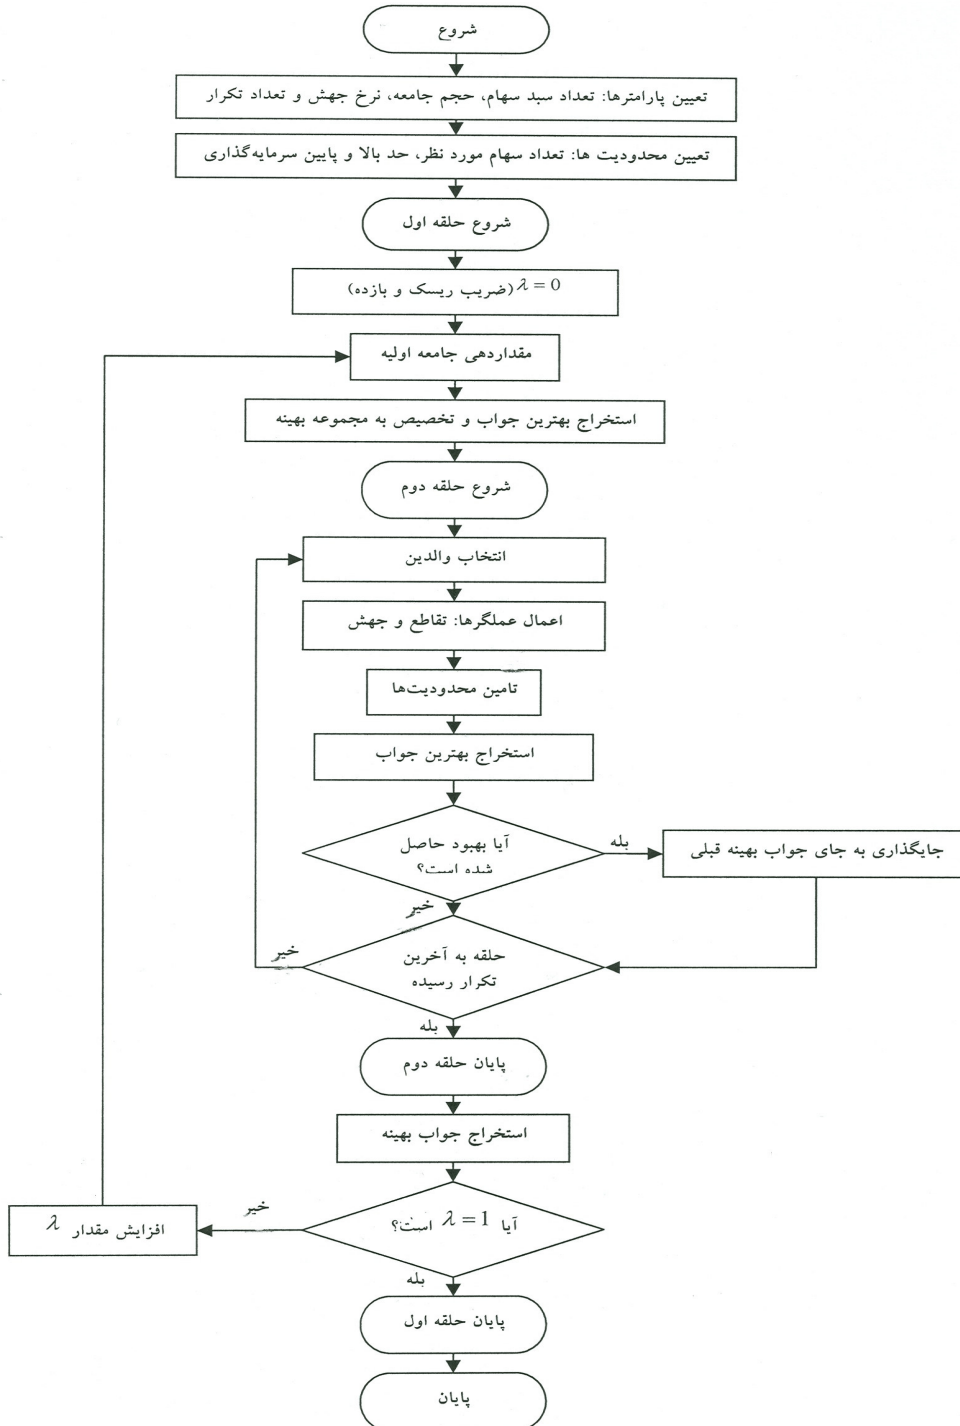 شروع
تعیین پارامترها: تعداد سبد سهام، حجم جامعه، نرخ جهش و تعداد تکرار
تعیین محدودیت ها: تعداد سهام مورد نظر، حد بالا و پایین سرمایه‌گذاری
شروع حلقه اول
λ = 0 (ضریب ریسک و بازده)
مقداردهی جامعه اولیه
استخراج بهترین جواب و تخصیص به مجموعه بهینه
شروع حلقه دوم
انتخاب والدین
اعمال عملگرها: تقاطع و جهش
تامین محدودیت‌ها
استخراج بهترین جواب
آیا بهبود حاصل
شده است؟
بله
جایگذاری به جای جواب بهینه قبلی
خیر
حلقه به آخرین
تکرار رسیده
خیر
بله
پایان حلقه دوم
استخراج جواب بهینه
آیا λ = 1 است؟
خیر
افزایش مقدار λ
بله
پایان حلقه اول
پایان